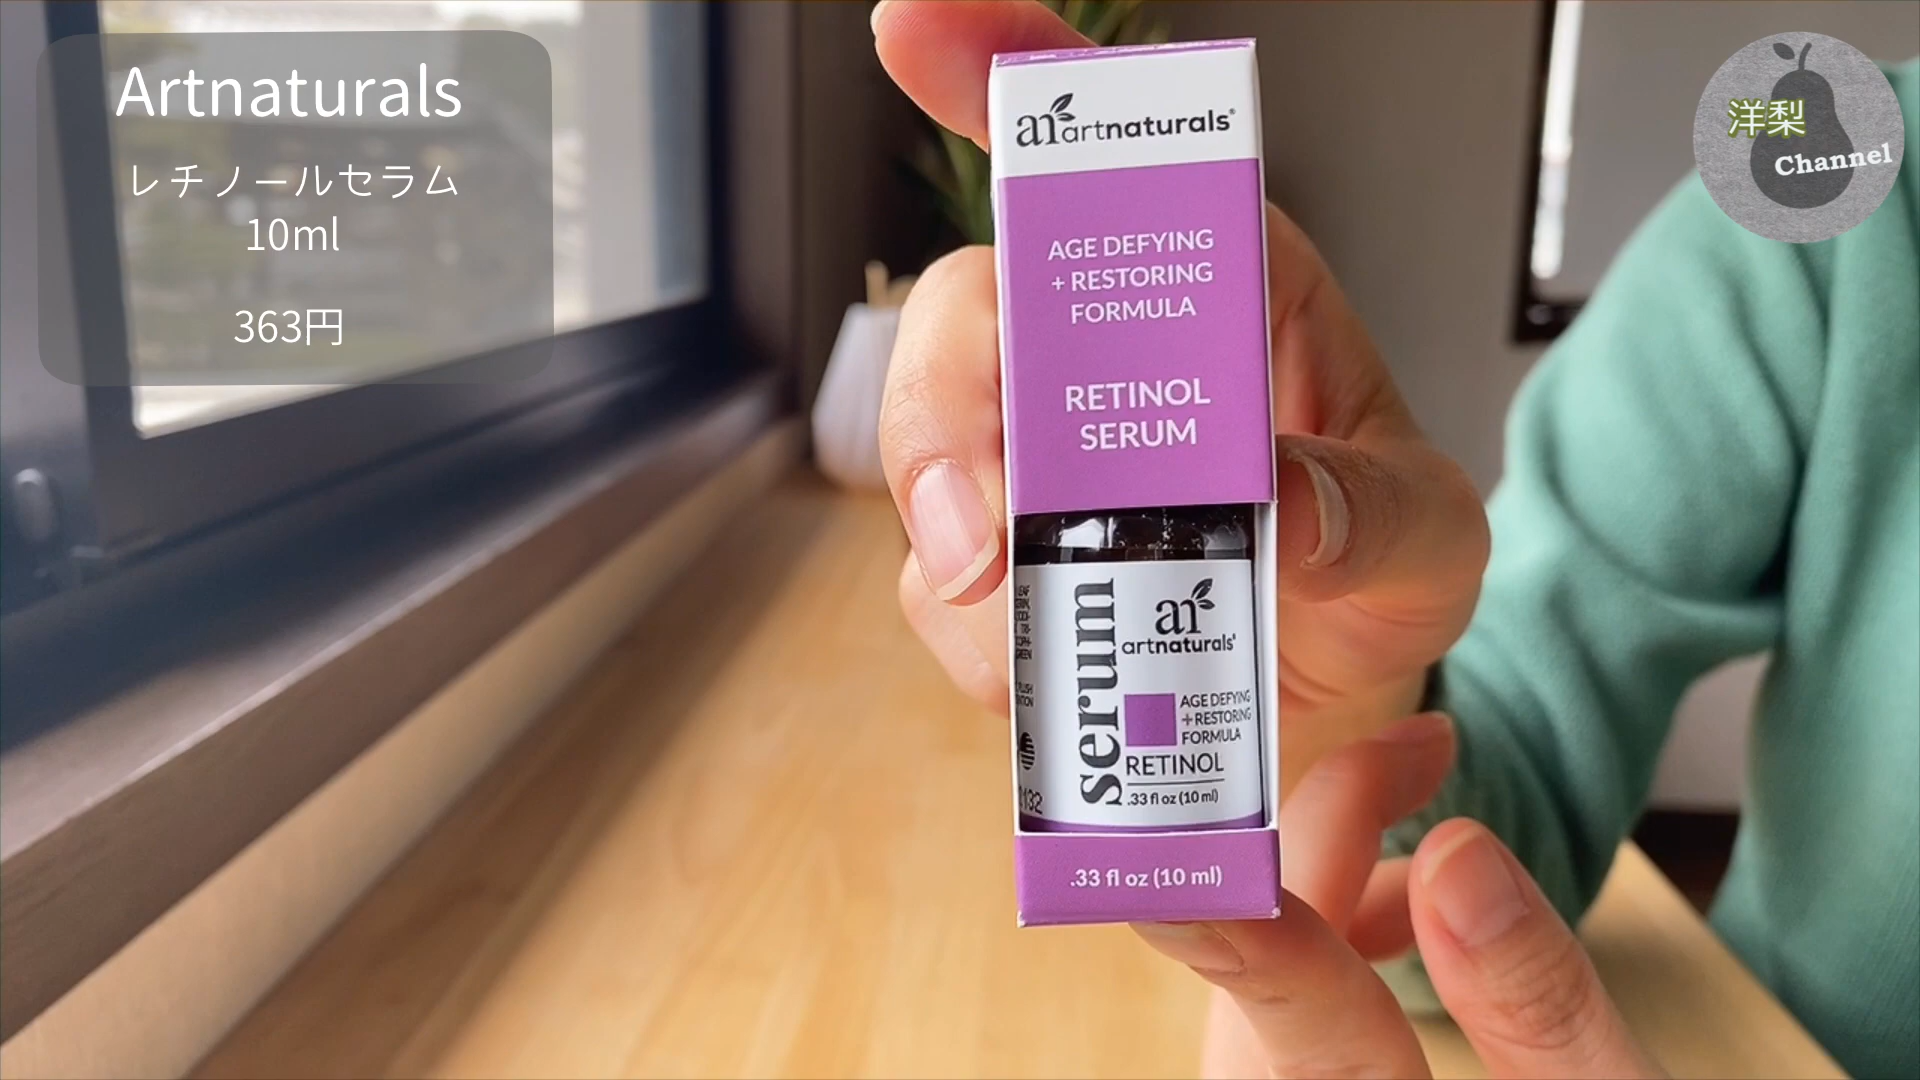 Artnaturals
レチノールセラム
10ml
363円
洋梨
Channel
artnaturals®
AGE DEFYING
+ RESTORING
FORMULA
RETINOL
SERUM
serum
artnaturals
AGE DEFYING
+ RESTORING
FORMULA
RETINOL
.33 fl oz (10 ml)
.33 fl oz (10 ml)